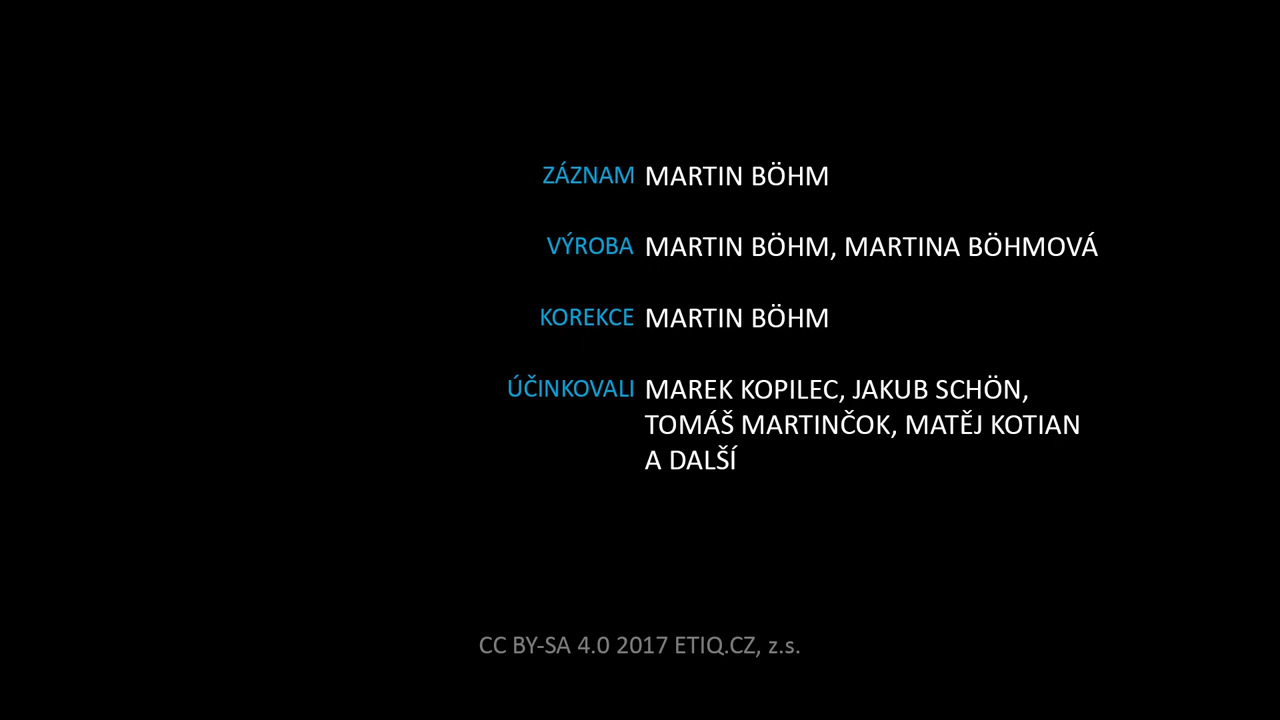 ZÁZNAM MARTIN BÖHM
VÝROBA MARTIN BÖHM, MARTINA BÖHMOVÁ
KOREKCE MARTIN BÖHM
ÚČINKOVALI MAREK KOPILEC, JAKUB SCHÖN,
TOMÁŠ MARTINČOK, MATĚJ KOTIAN
A DALŠÍ
CC BY-SA 4.0 2017 ETIQ.CZ, z.s.